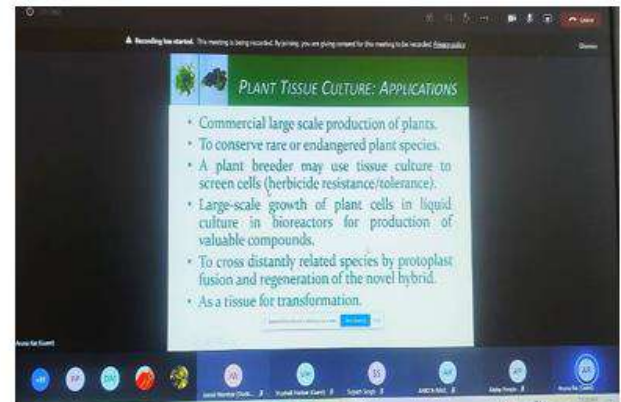 Leave
Recording has started. This meeting is being recorded. By joining, you are giving consent for this meeting to be recorded. Privacy policy
Dismiss
PLANT TISSUE CULTURE: APPLICATIONS
• Commercial large scale production of plants.
• To conserve rare or endangered plant species.
• A plant breeder may use tissue culture to
screen cells (herbicide resistance/tolerance).
• Large-scale growth of plant cells in liquid
culture in bioreactors for production of
valuable compounds.
• To cross distantly related species by protoplast
fusion and regeneration of the novel hybrid.
• As a tissue for transformation.
SS